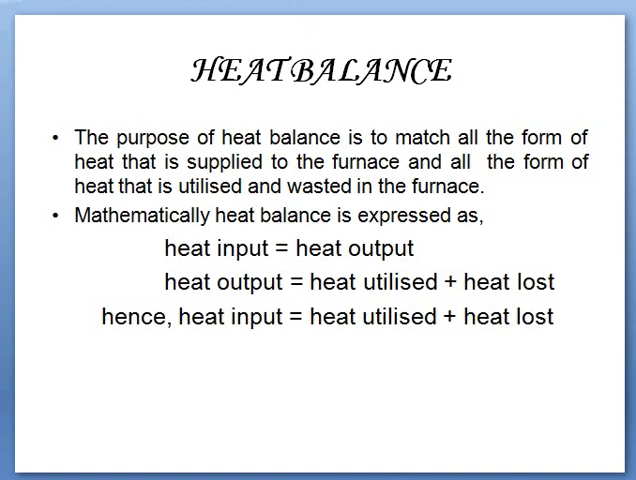 HEAT BALANCE
• The purpose of heat balance is to match all the form of
heat that is supplied to the furnace and all the form of
heat that is utilised and wasted in the furnace.
• Mathematically heat balance is expressed as,
heat input = heat output
heat output = heat utilised + heat lost
hence, heat input = heat utilised + heat lost